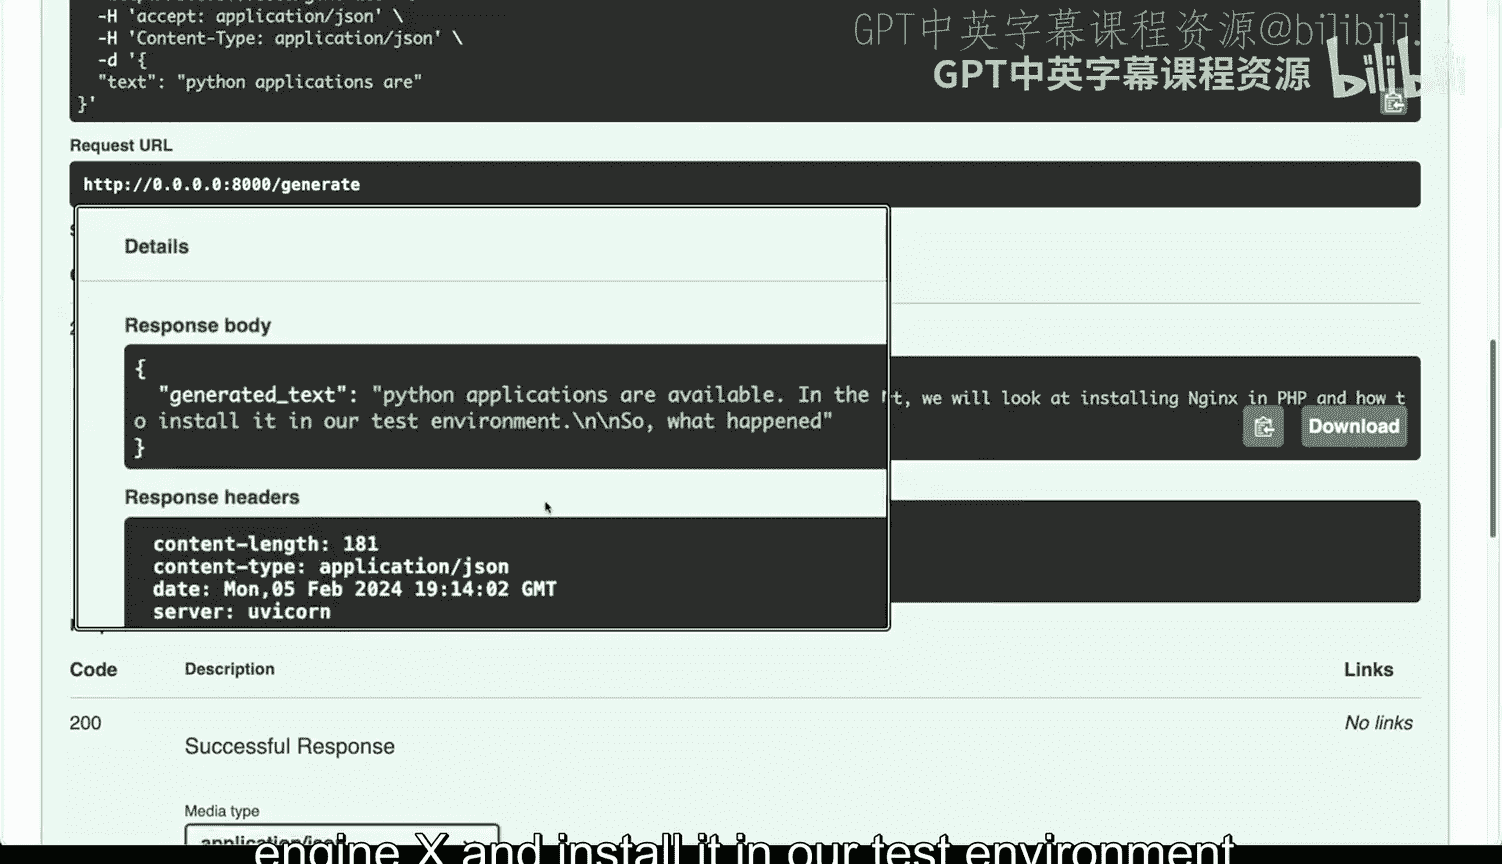 -H 'accept: application/json' \
GPT中英字幕课程资源@bilibili.
-H 'Content-Type: application/json' \
-d '{
GPT中英字幕课程资源 bilibili
"text": "python applications are"
}'
Request URL
http://0.0.0.0:8000/generate
Details
Response body
{
"generated_text": "python applications are available. In the
t, we will look at installing Nginx in PHP and how t
o install it in our test environment.\n\nSo, what happened"
}
Download
Response headers
content-length: 181
content-type: application/json
date: Mon,05 Feb 2024 19:14:02 GMT
server: uvicorn
Code Description Links
200 No links
Successful Response
Media type
application/json
engine X and install it in our test environment